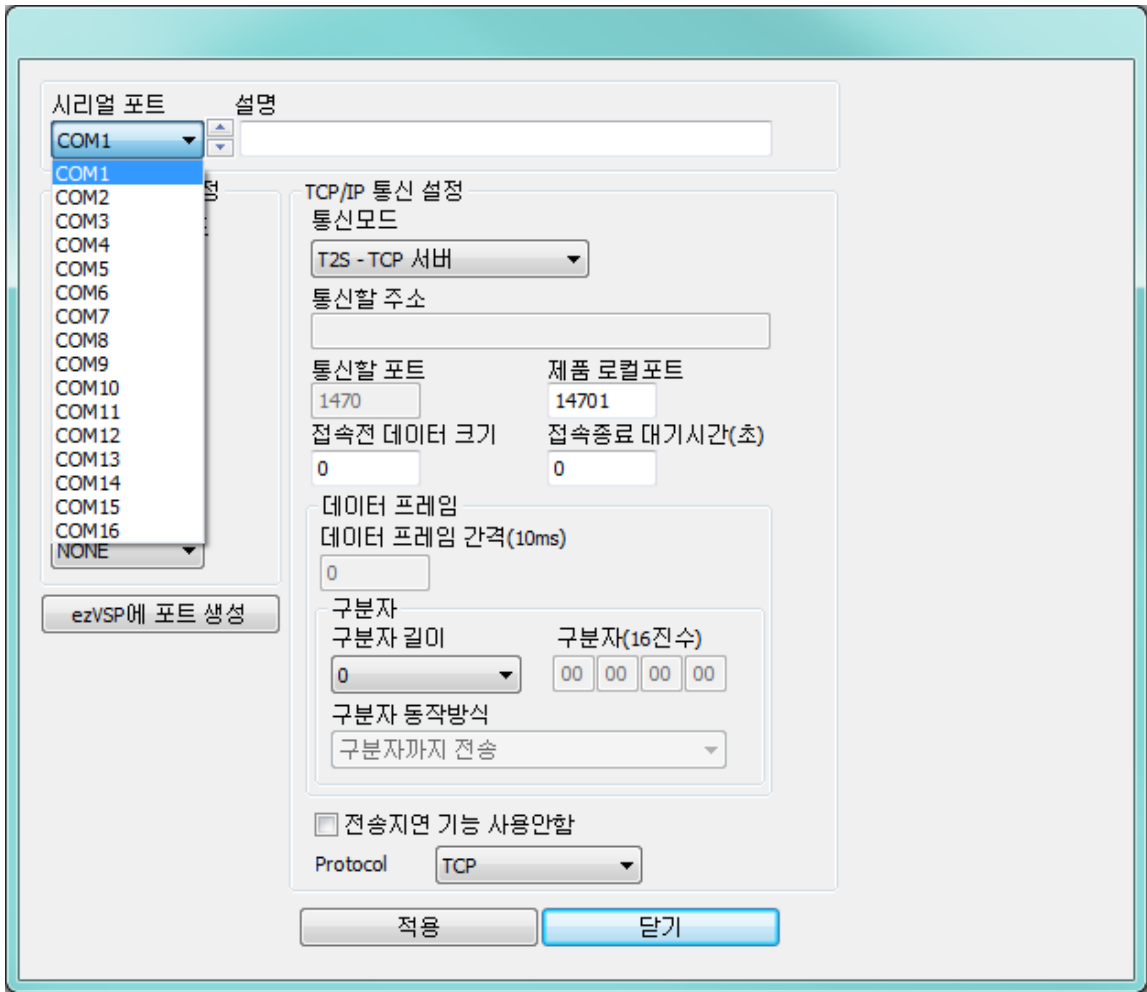 시리얼 포트
설명
COM1
COM1
COM2
COM3
COM4
COM5
COM6
COM7
COM8
COM9
COM10
COM11
COM12
COM13
COM14
COM15
COM16
정
NONE
ezVSP에 포트 생성
TCP/IP 통신 설정
통신모드
T2S - TCP 서버
통신할 주소
통신할 포트
제품 로컬포트
1470
14701
접속전 데이터 크기
접속종료 대기시간(초)
0
0
데이터 프레임
데이터 프레임 간격(10ms)
0
구분자
구분자 길이
구분자(16진수)
0
00 00 00 00
구분자 동작방식
구분자까지 전송
전송지연 기능 사용안함
Protocol
TCP
적용
닫기